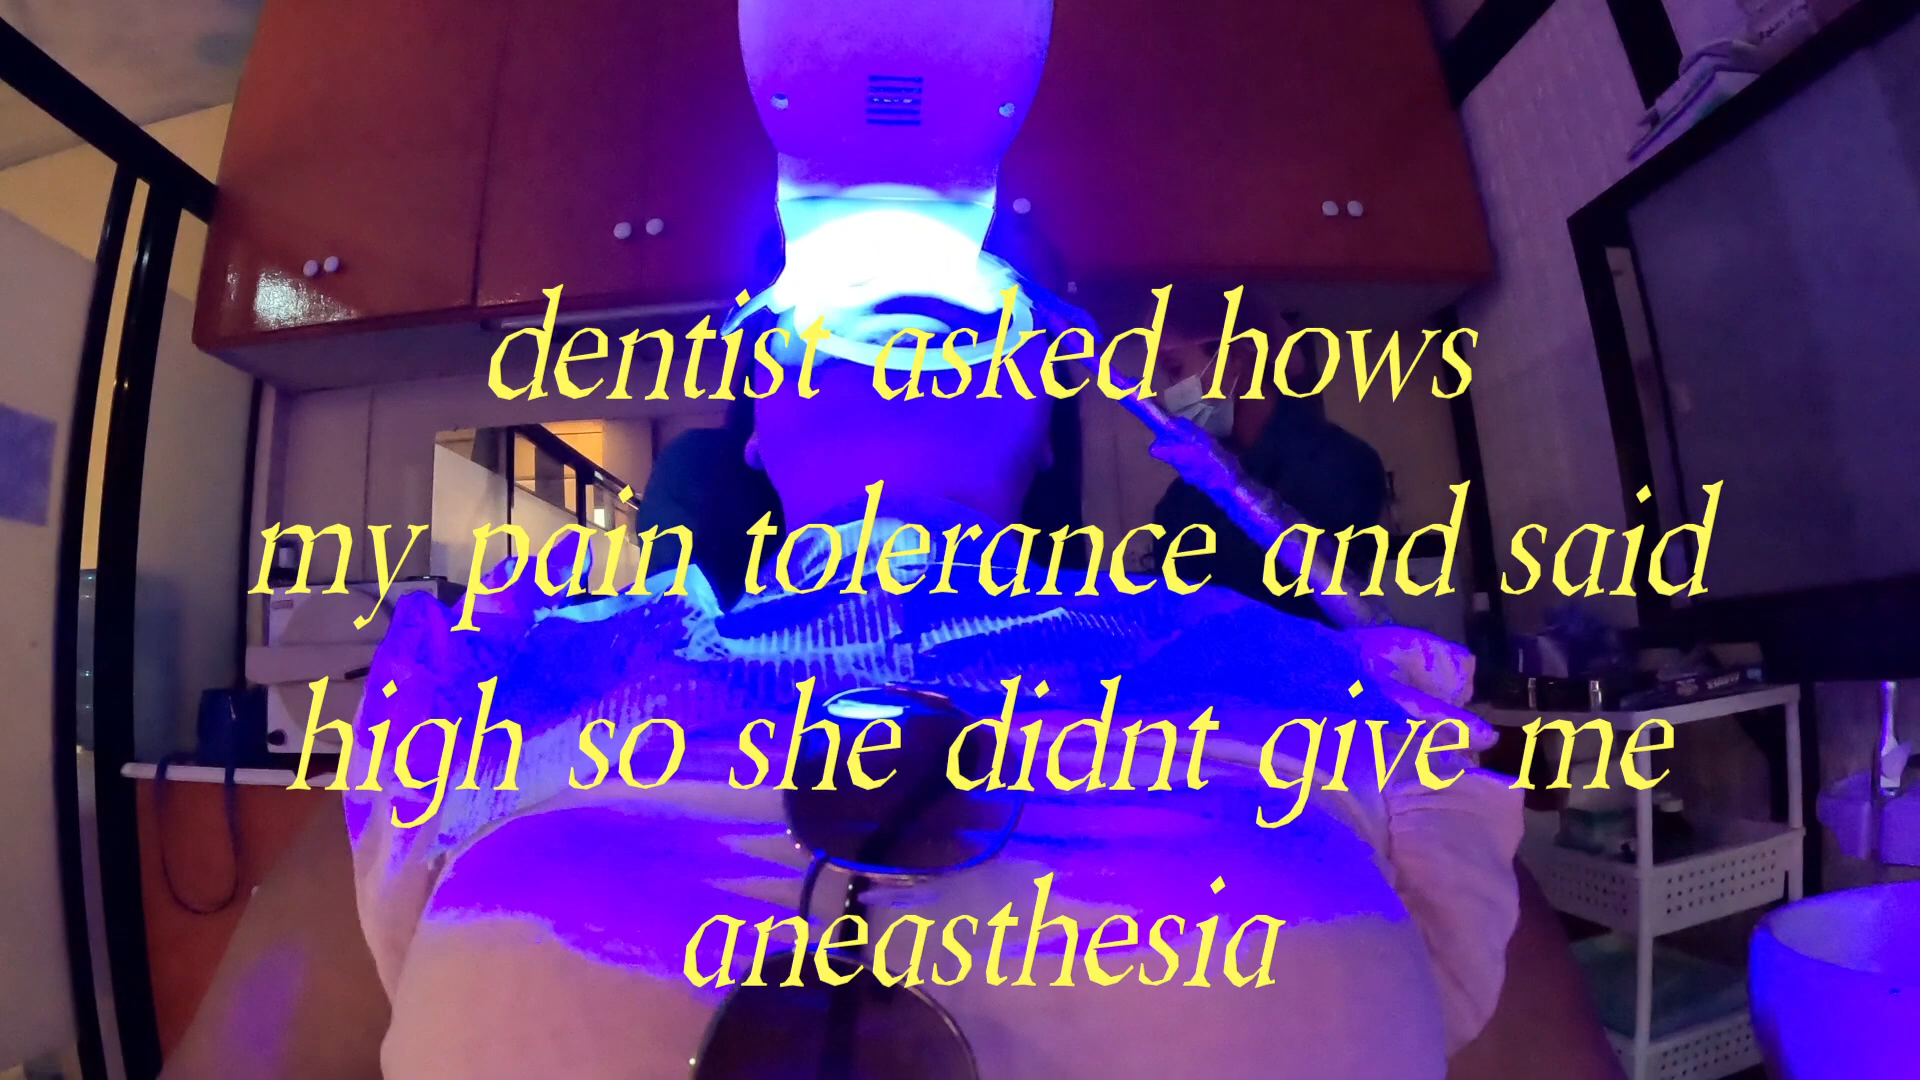 dentist asked hows
my pain tolerance and said
high so she didnt give me
aneasthesia